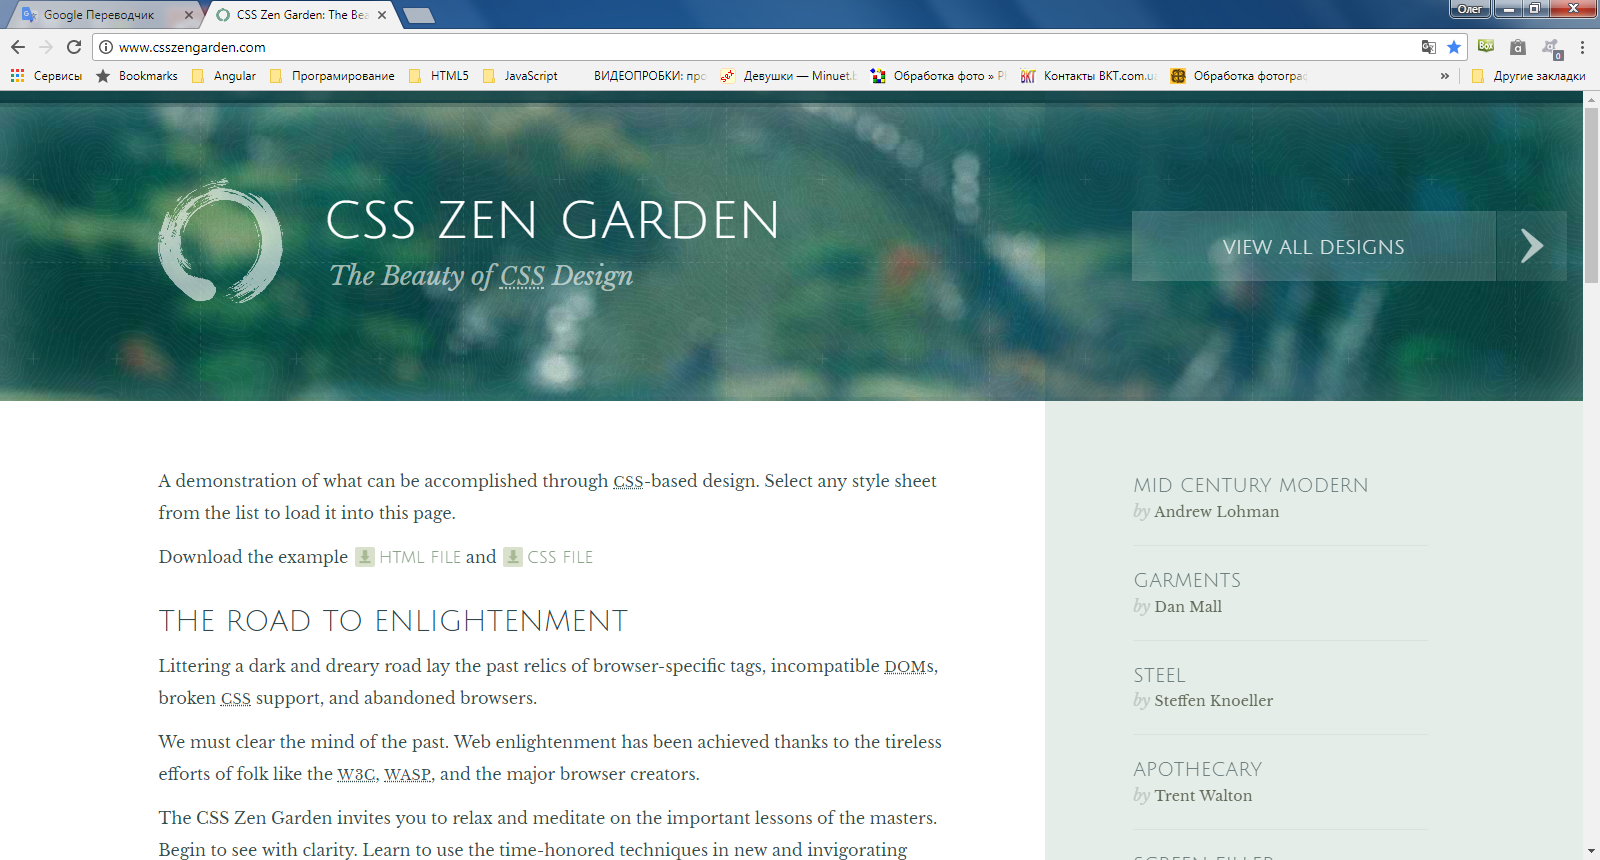 Google Переводчик
CSS Zen Garden: The Bea
Олег
www.csszengarden.com
Сервисы
Bookmarks
Angular
Програмирование
HTML5
JavaScript
ВИДЕОПРОБКИ: про
Девушки — Minuet.b
Обработка фото » Р
Контакты BKT.com.u
Обработка фотограф
»
Другие закладки
CSS ZEN GARDEN
The Beauty of CSS Design
VIEW ALL DESIGNS
A demonstration of what can be accomplished through CSS-based design. Select any style sheet
from the list to load it into this page.
Download the example HTML FILE and CSS FILE
THE ROAD TO ENLIGHTENMENT
Littering a dark and dreary road lay the past relics of browser-specific tags, incompatible DOMs,
broken CSS support, and abandoned browsers.
We must clear the mind of the past. Web enlightenment has been achieved thanks to the tireless
efforts of folk like the W3C, WASP, and the major browser creators.
The CSS Zen Garden invites you to relax and meditate on the important lessons of the masters.
Begin to see with clarity. Learn to use the time-honored techniques in new and invigorating
MID CENTURY MODERN
by Andrew Lohman
GARMENTS
by Dan Mall
STEEL
by Steffen Knoeller
APOTHECARY
by Trent Walton